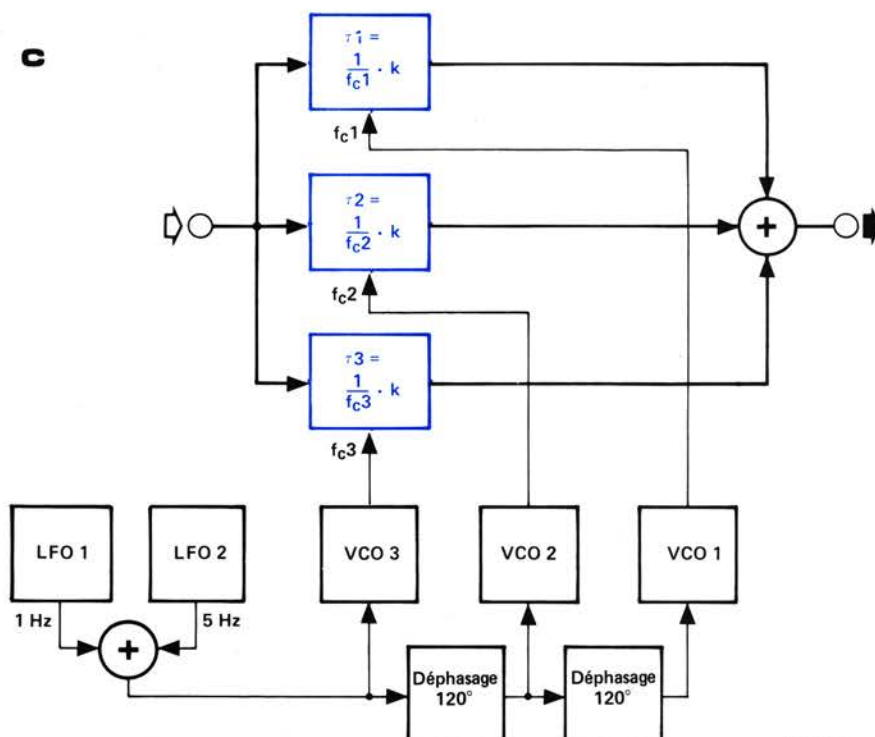 c
τ1 =
1
fc1 · k
fc1
τ2 =
1
fc2 · k
+
fc2
τ3 =
1
fc3 · k
fc3
LFO 1
LFO 2
VCO 3
VCO 2
VCO 1
1 Hz
5 Hz
+
Déphasage
120°
Déphasage
120°